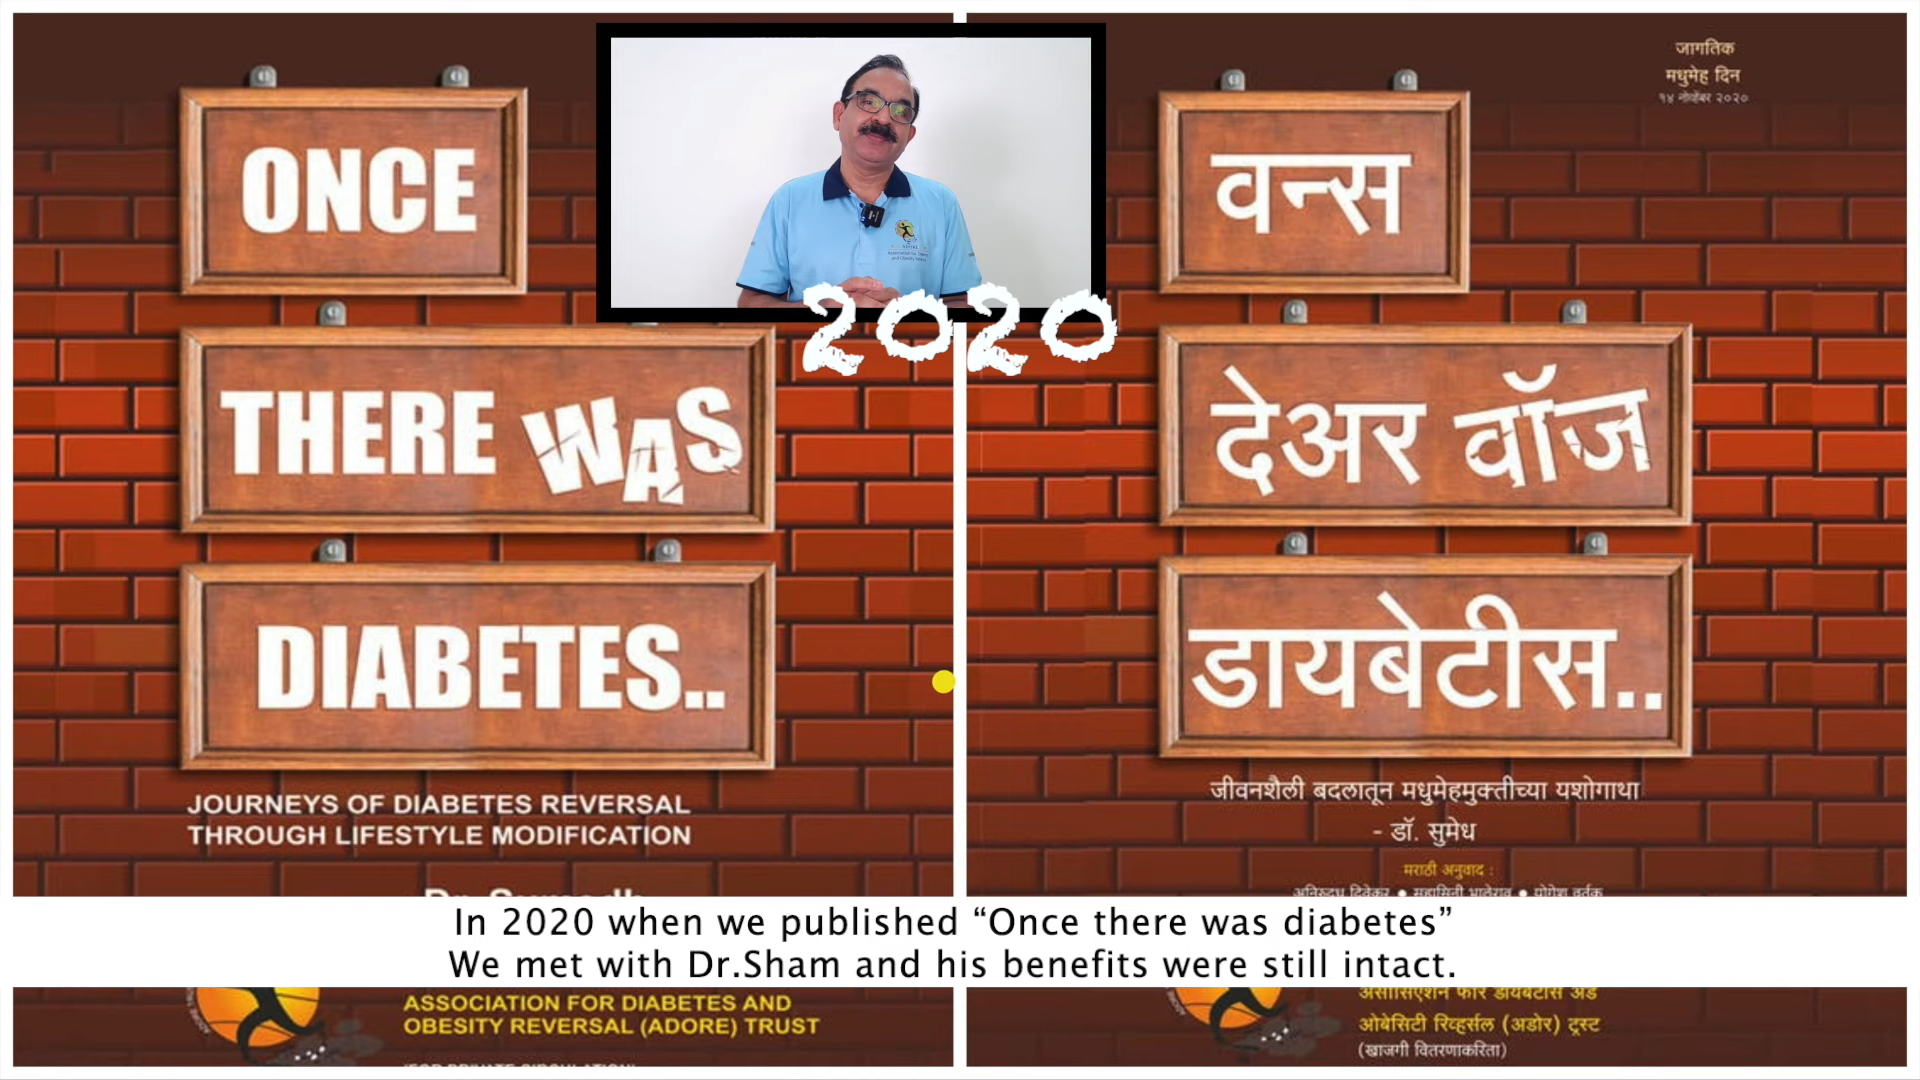 ONCE
THERE WAS
DIABETES..
JOURNEYS OF DIABETES REVERSAL
THROUGH LIFESTYLE MODIFICATION
ASSOCIATION FOR DIABETES AND
OBESITY REVERSAL (ADORE) TRUST
2020
जागतिक
मधुमेह दिन
१४ नोव्हेंबर २०२०
वन्स
देअर वॉज
डायबेटीस..
जीवनशैली बदलातून मधुमेहमुक्तीच्या यशोगाथा
- डॉ. सुमेध
मराठी अनुवाद :
असोसिएशन फॉर डायबेटीस अँड
ओबेसिटी रिव्हर्सल (अडोर) ट्रस्ट
(खाजगी वितरणाकरिता)
In 2020 when we published “Once there was diabetes”
We met with Dr.Sham and his benefits were still intact.